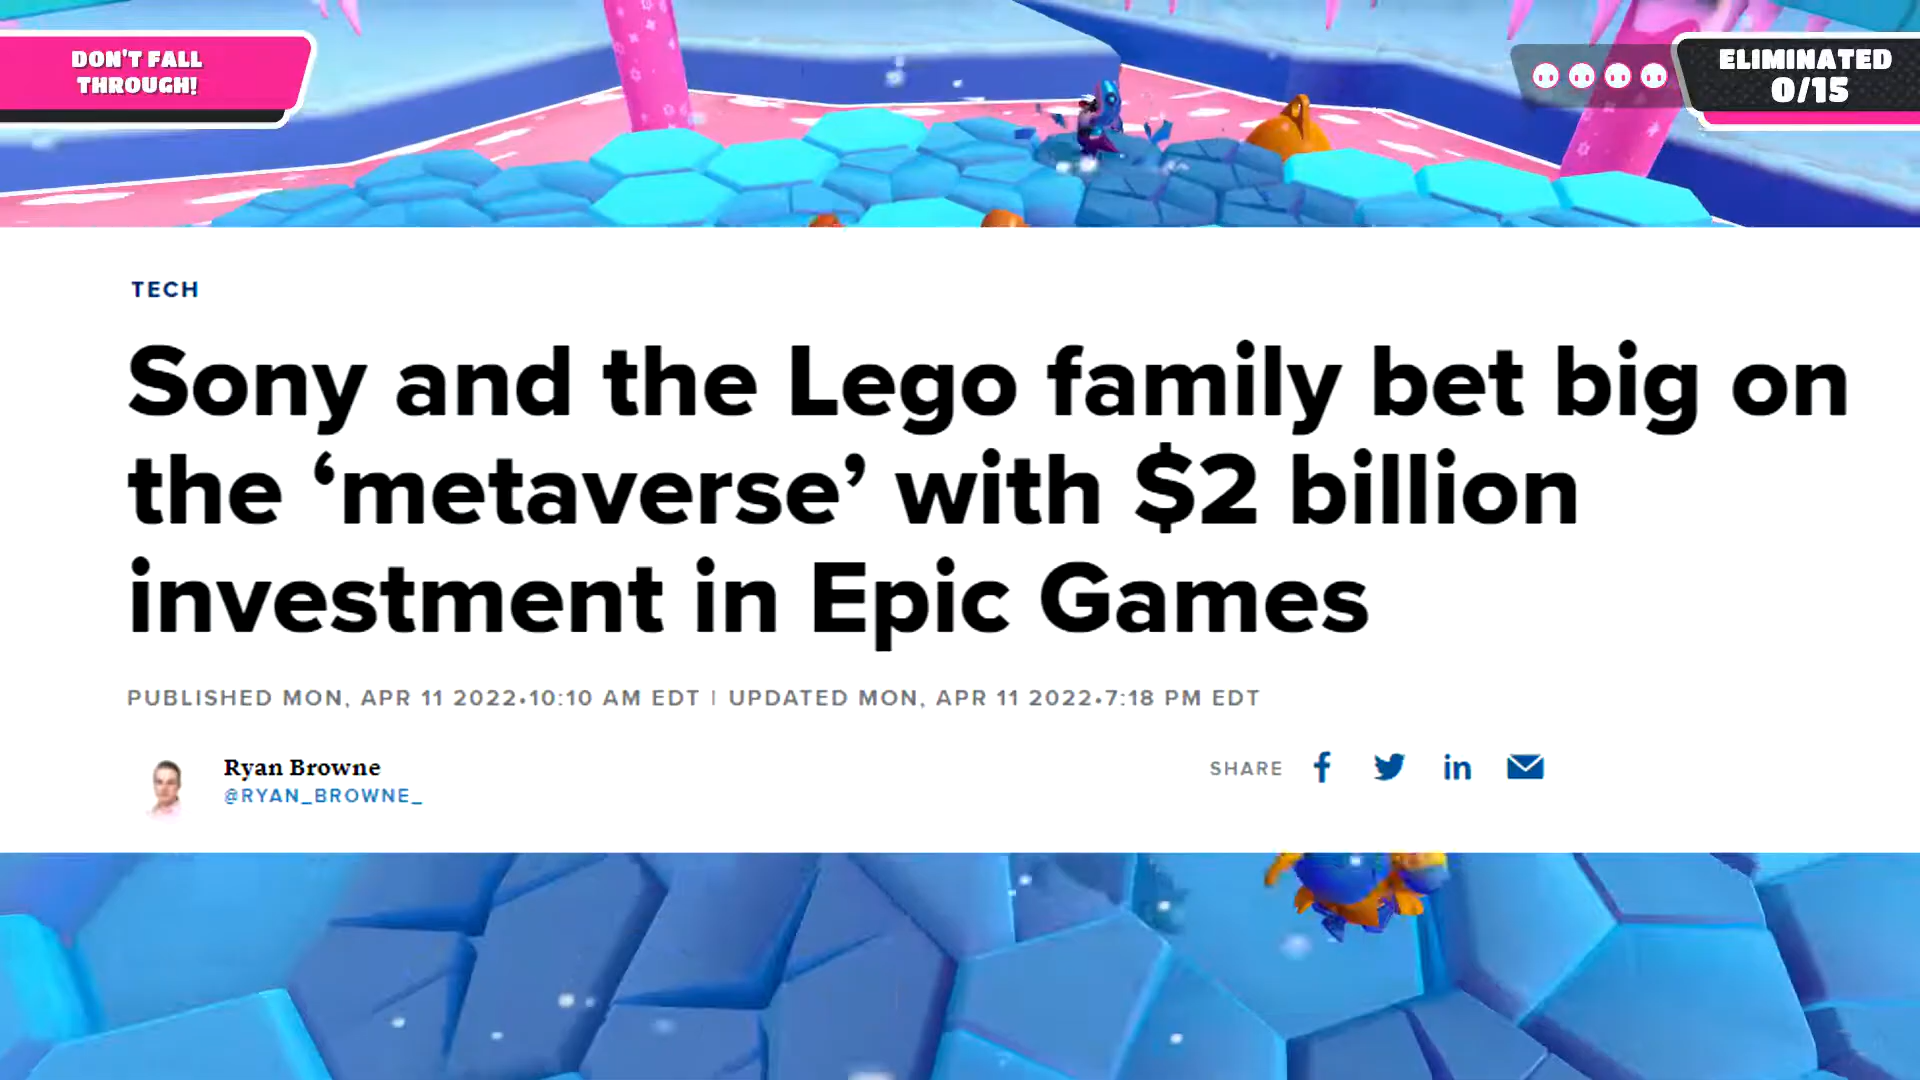 DON'T FALL
THROUGH!
ELIMINATED
0/15
TECH
Sony and the Lego family bet big on
the ‘metaverse’ with $2 billion
investment in Epic Games
PUBLISHED MON, APR 11 2022•10:10 AM EDT | UPDATED MON, APR 11 2022•7:18 PM EDT
Ryan Browne
@RYAN_BROWNE_
SHARE